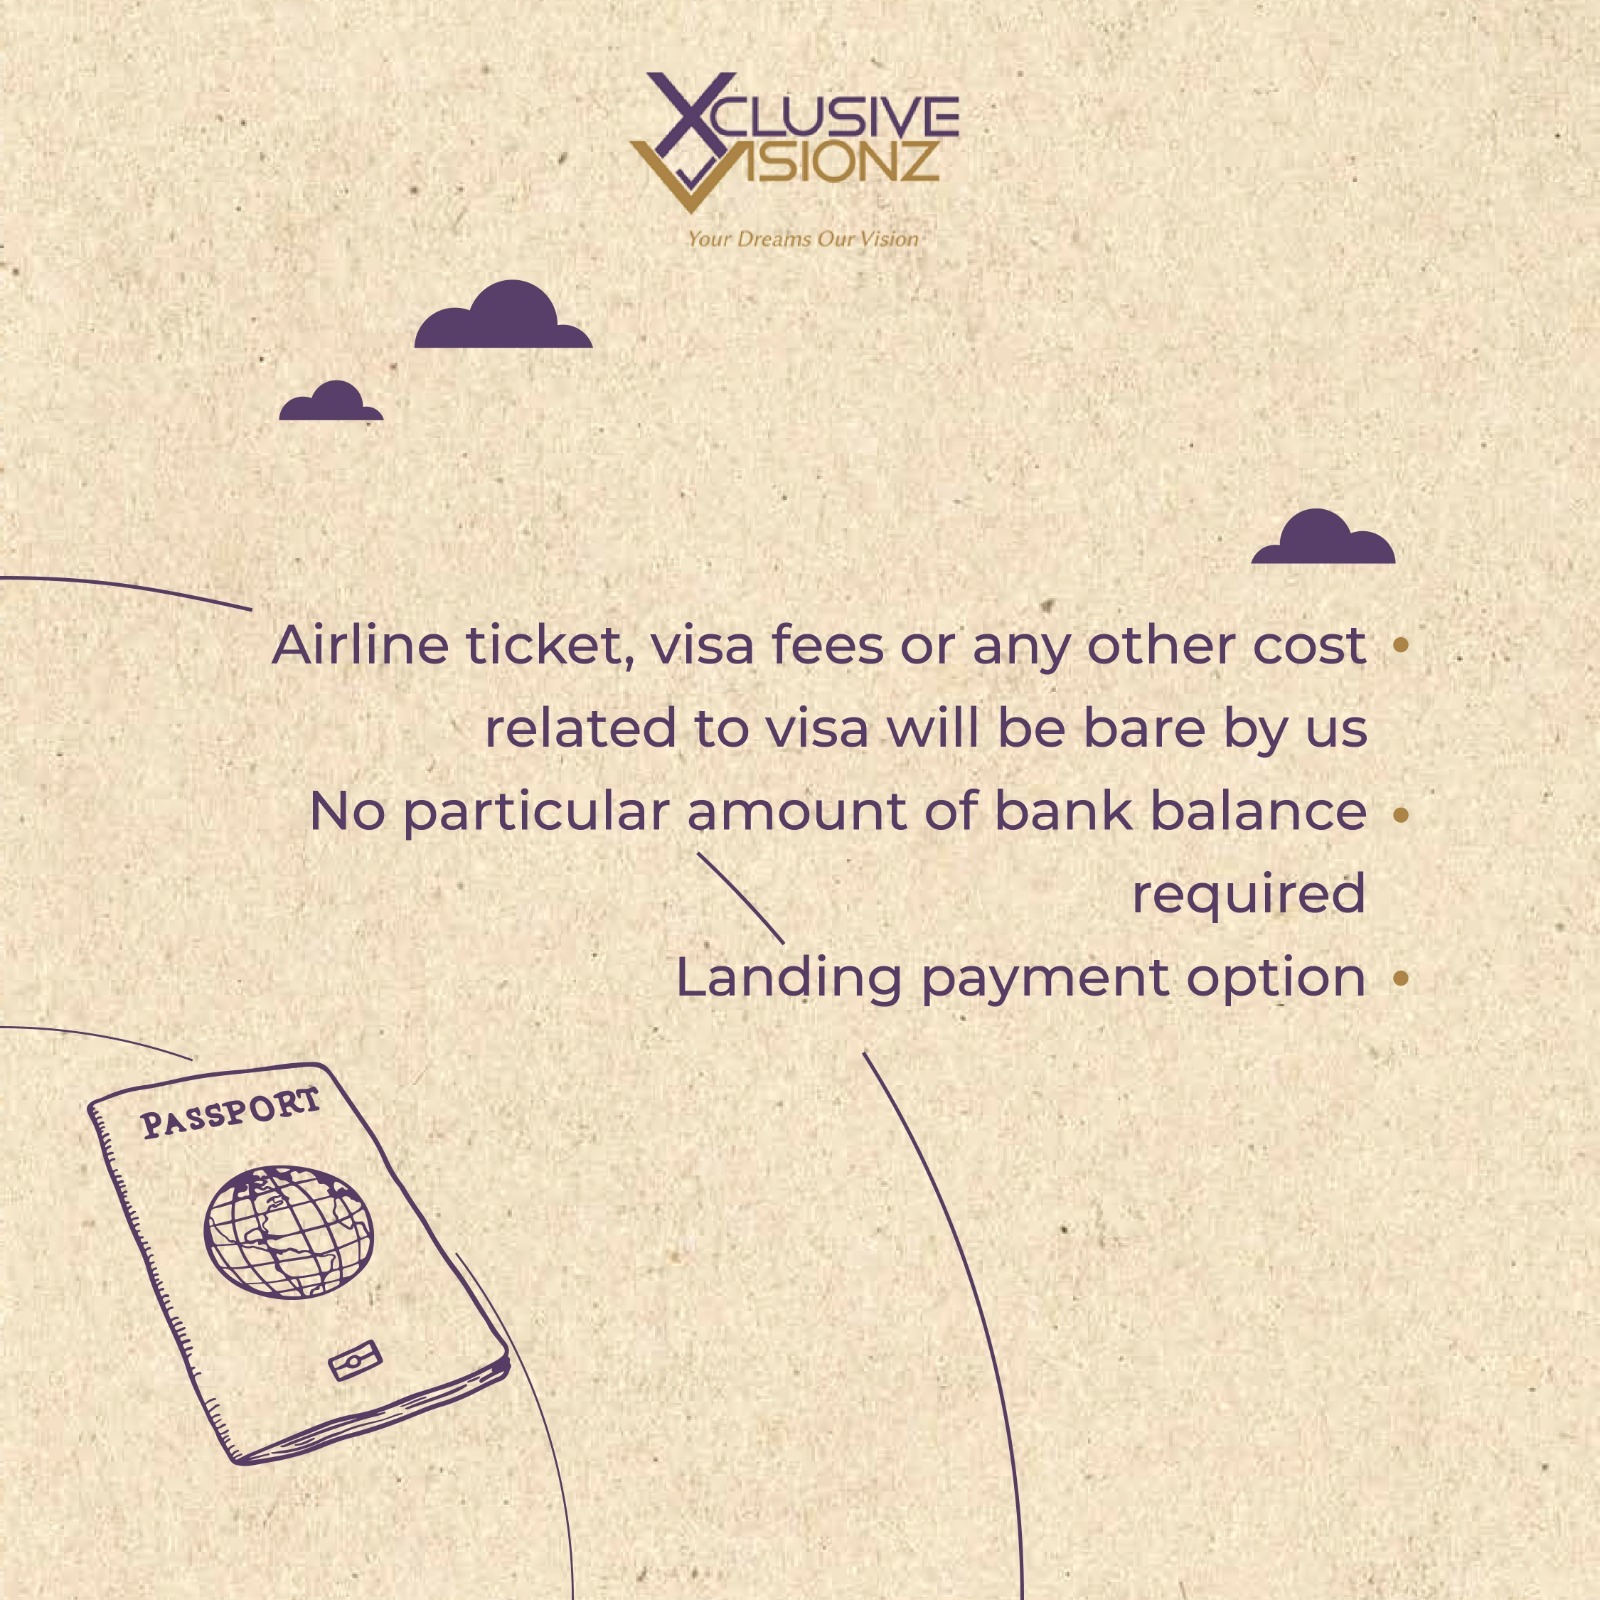 XCLUSIVE
VISIONZ
Your Dreams Our Vision
Airline ticket, visa fees or any other cost •
related to visa will be bare by us
No particular amount of bank balance •
required
Landing payment option •
PASSPORT